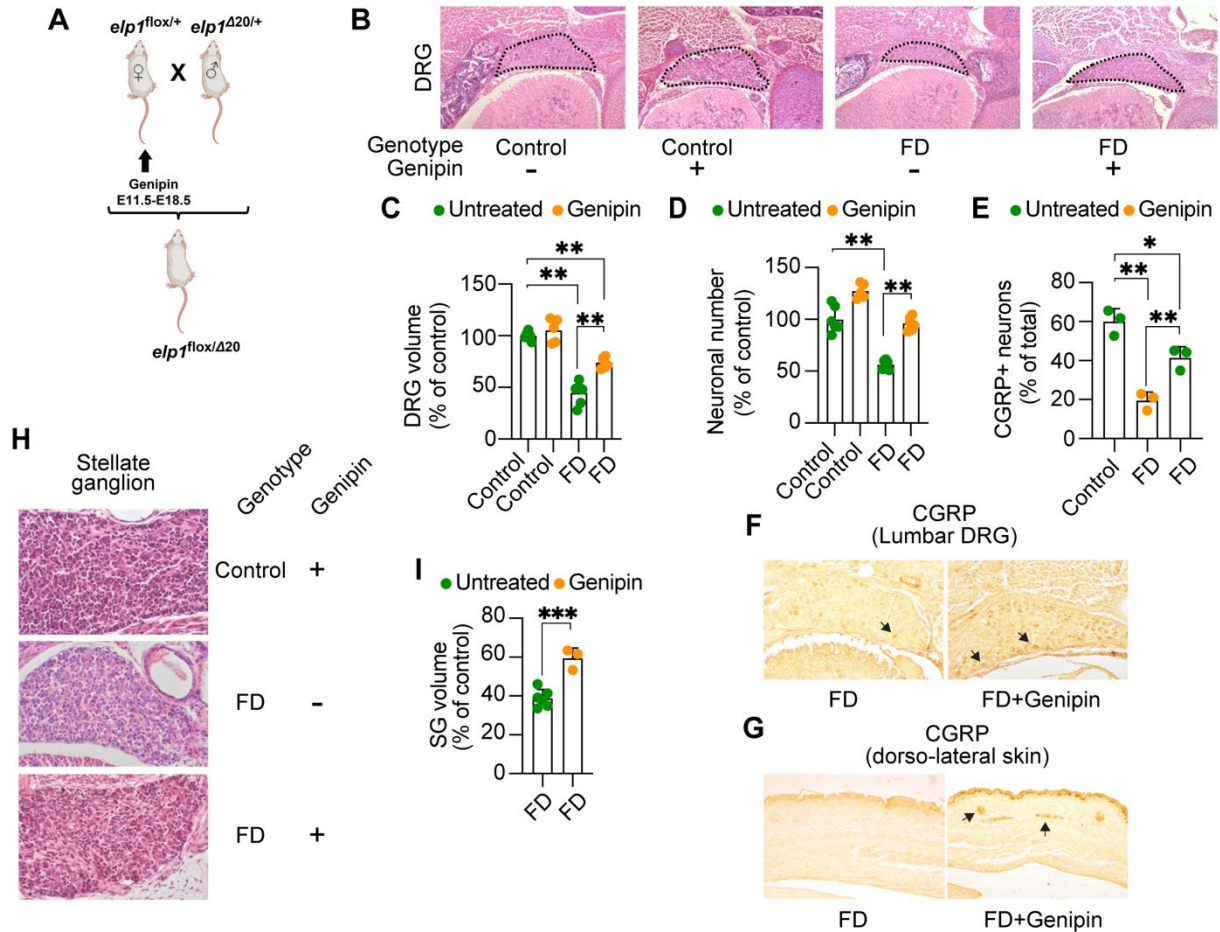 A
elp1flox/+
elp1Δ20/+
♀
X
♂
Genipin
E11.5-E18.5
elp1flox/Δ20
B
DRG
Genotype Control Control FD FD
Genipin - + - +
C
Untreated Genipin
**
**
**
DRG volume
(% of control)
150
100
50
0
Control
Control
FD
FD
D
Untreated Genipin
**
**
Neuronal number
(% of control)
150
100
50
0
Control
Control
FD
FD
E
Untreated Genipin
*
**
**
CGRP+ neurons
(% of total)
80
60
40
20
0
Control
FD
FD
H
Stellate
ganglion
Genotype
Genipin
Control +
FD -
FD +
I
Untreated Genipin
***
SG volume
(% of control)
80
60
40
20
0
FD
FD
F
CGRP
(Lumbar DRG)
FD FD+Genipin
G
CGRP
(dorso-lateral skin)
FD FD+Genipin